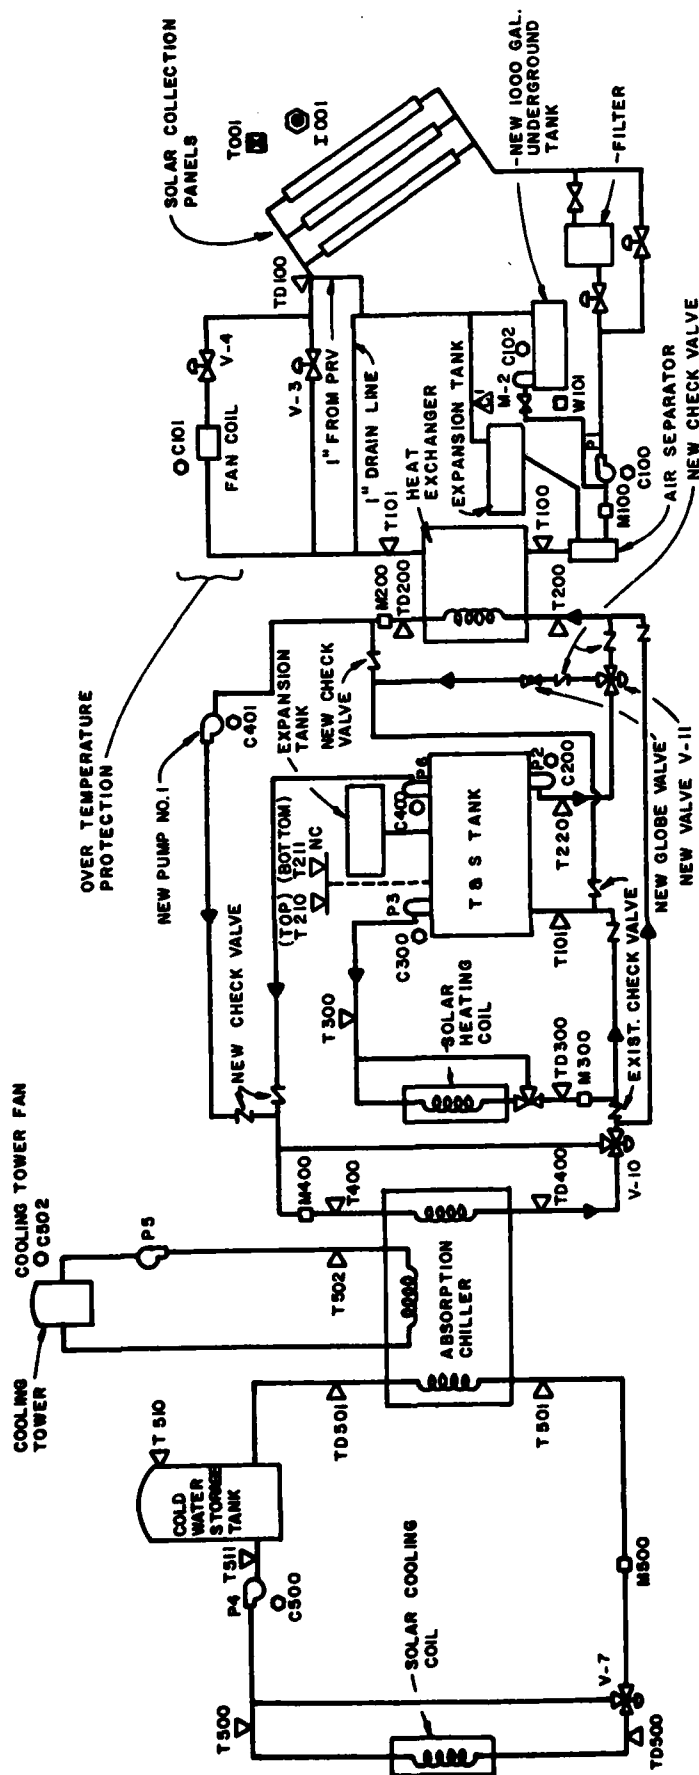 COOLING TOWER FAN
C502
COOLING
TOWER
P5
T502
T510
COLD
WATER
STORAGE
TANK
T511
P4
C500
TD501
ABSORPTION
CHILLER
T501
M500
T500
SOLAR COOLING
COIL
V-7
TD500
OVER TEMPERATURE
PROTECTION
NEW PUMP NO.1
C401
NEW CHECK VALVE
EXPANSION
TANK
NEW CHECK
VALVE
(TOP)
T210
(BOTTOM)
T211
NC
P6
C400
P3
C300
T & S TANK
P2
C200
T220
T101
T300
SOLAR
HEATING
COIL
TD300
M300
EXIST. CHECK VALVE
M400
T400
TD400
V-10
NEW GLOBE VALVE
NEW VALVE V-11
SOLAR COLLECTION
PANELS
T001
I001
TD100
C101
V-4
FAN COIL
V-3
1" FROM PRV
1" DRAIN LINE
T101
M200
TD200
HEAT
EXCHANGER
EXPANSION TANK
T100
T200
M-2
C102
W101
P1
M100
C100
NEW 1000 GAL.
UNDERGROUND
TANK
FILTER
AIR SEPARATOR
NEW CHECK VALVE